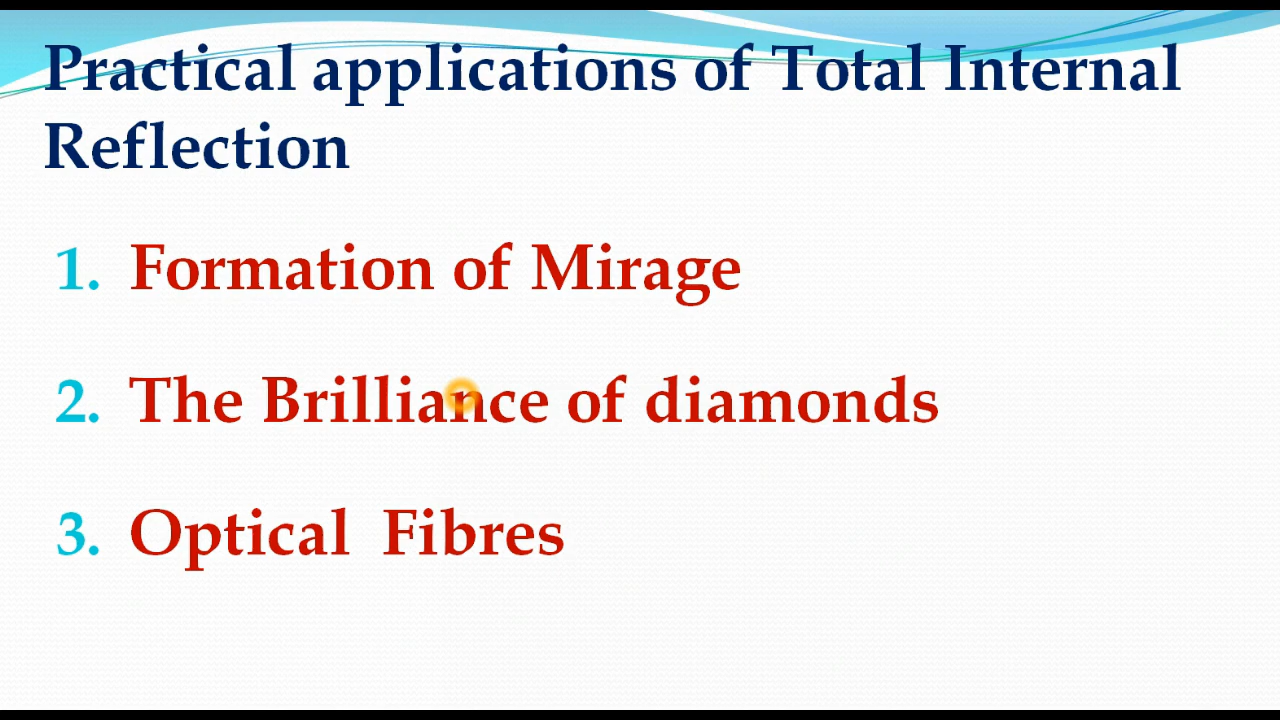 Practical applications of Total Internal
Reflection
1. Formation of Mirage
2. The Brilliance of diamonds
3. Optical Fibres